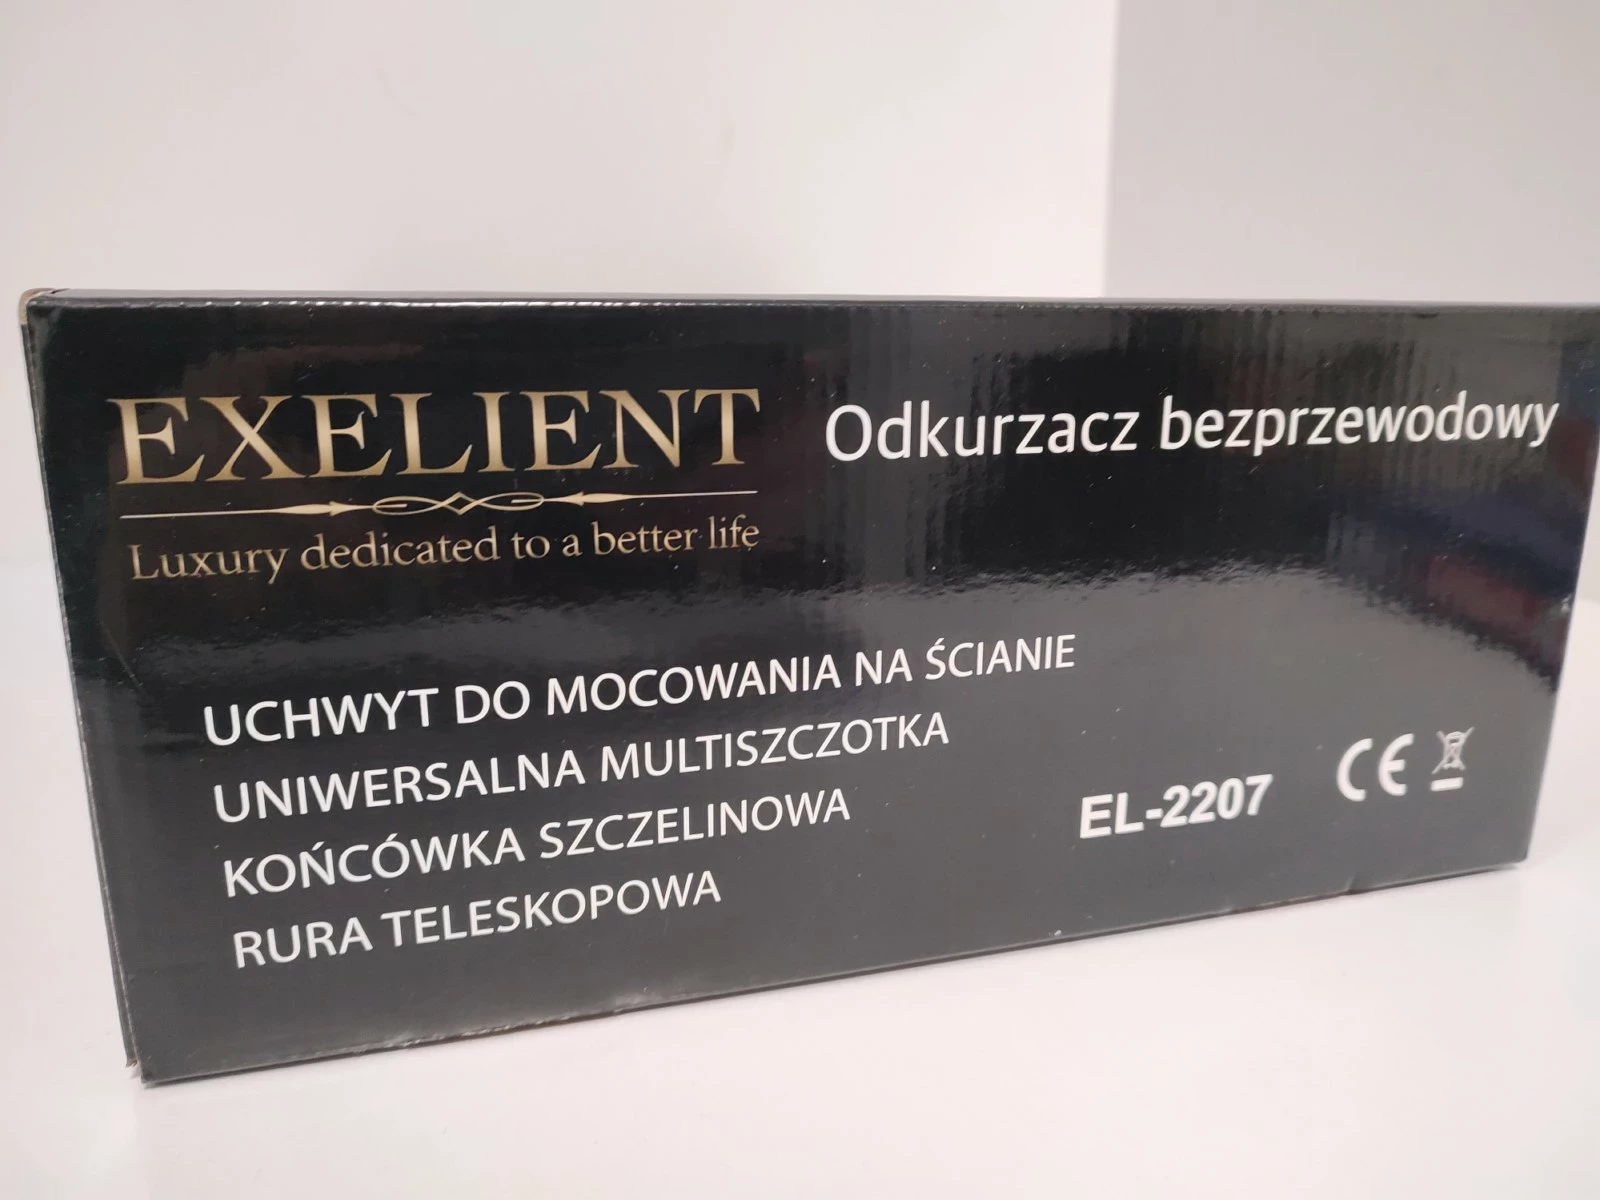 EXELIENT
Luxury dedicated to a better life
Odkurzacz bezprzewodowy
UCHWYT DO MOCOWANIA NA ŚCIANIE
UNIWERSALNA MULTISZCZOTKA
KOŃCÓWKA SZCZELINOWA
RURA TELESKOPOWA
EL-2207
CE